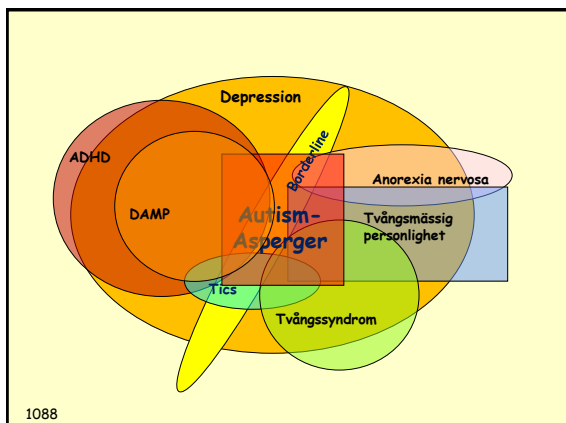 Depression
Borderline
ADHD
Anorexia nervosa
DAMP
Autism-
Asperger
Tvångsmässig
personlighet
Tics
Tvångssyndrom
1088